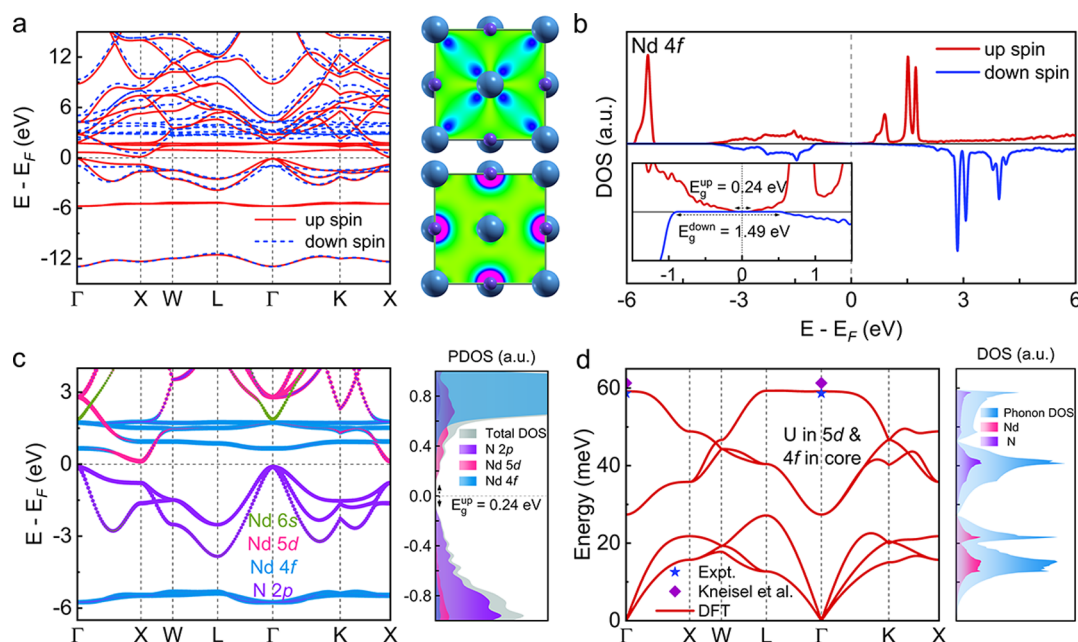 a
E - E_F (eV)
12
6
0
-6
-12
up spin
down spin
Γ X W L Γ K X
b
Nd 4f
up spin
down spin
DOS (a.u.)
E_g^up = 0.24 eV
E_g^down = 1.49 eV
-1 0 1
-6 -3 0 3 6
E - E_F (eV)
c
E - E_F (eV)
3
0
-3
-6
Nd 6s
Nd 5d
Nd 4f
N 2p
Γ X W L Γ K X
PDOS (a.u.)
0.8
0.4
0.0
-0.4
-0.8
Total DOS
N 2p
Nd 5d
Nd 4f
E_g^up = 0.24 eV
d
Energy (meV)
60
40
20
0
U in 5d &
4f in core
Expt.
Kneisel et al.
DFT
Γ X W L Γ K X
DOS (a.u.)
Phonon DOS
Nd
N